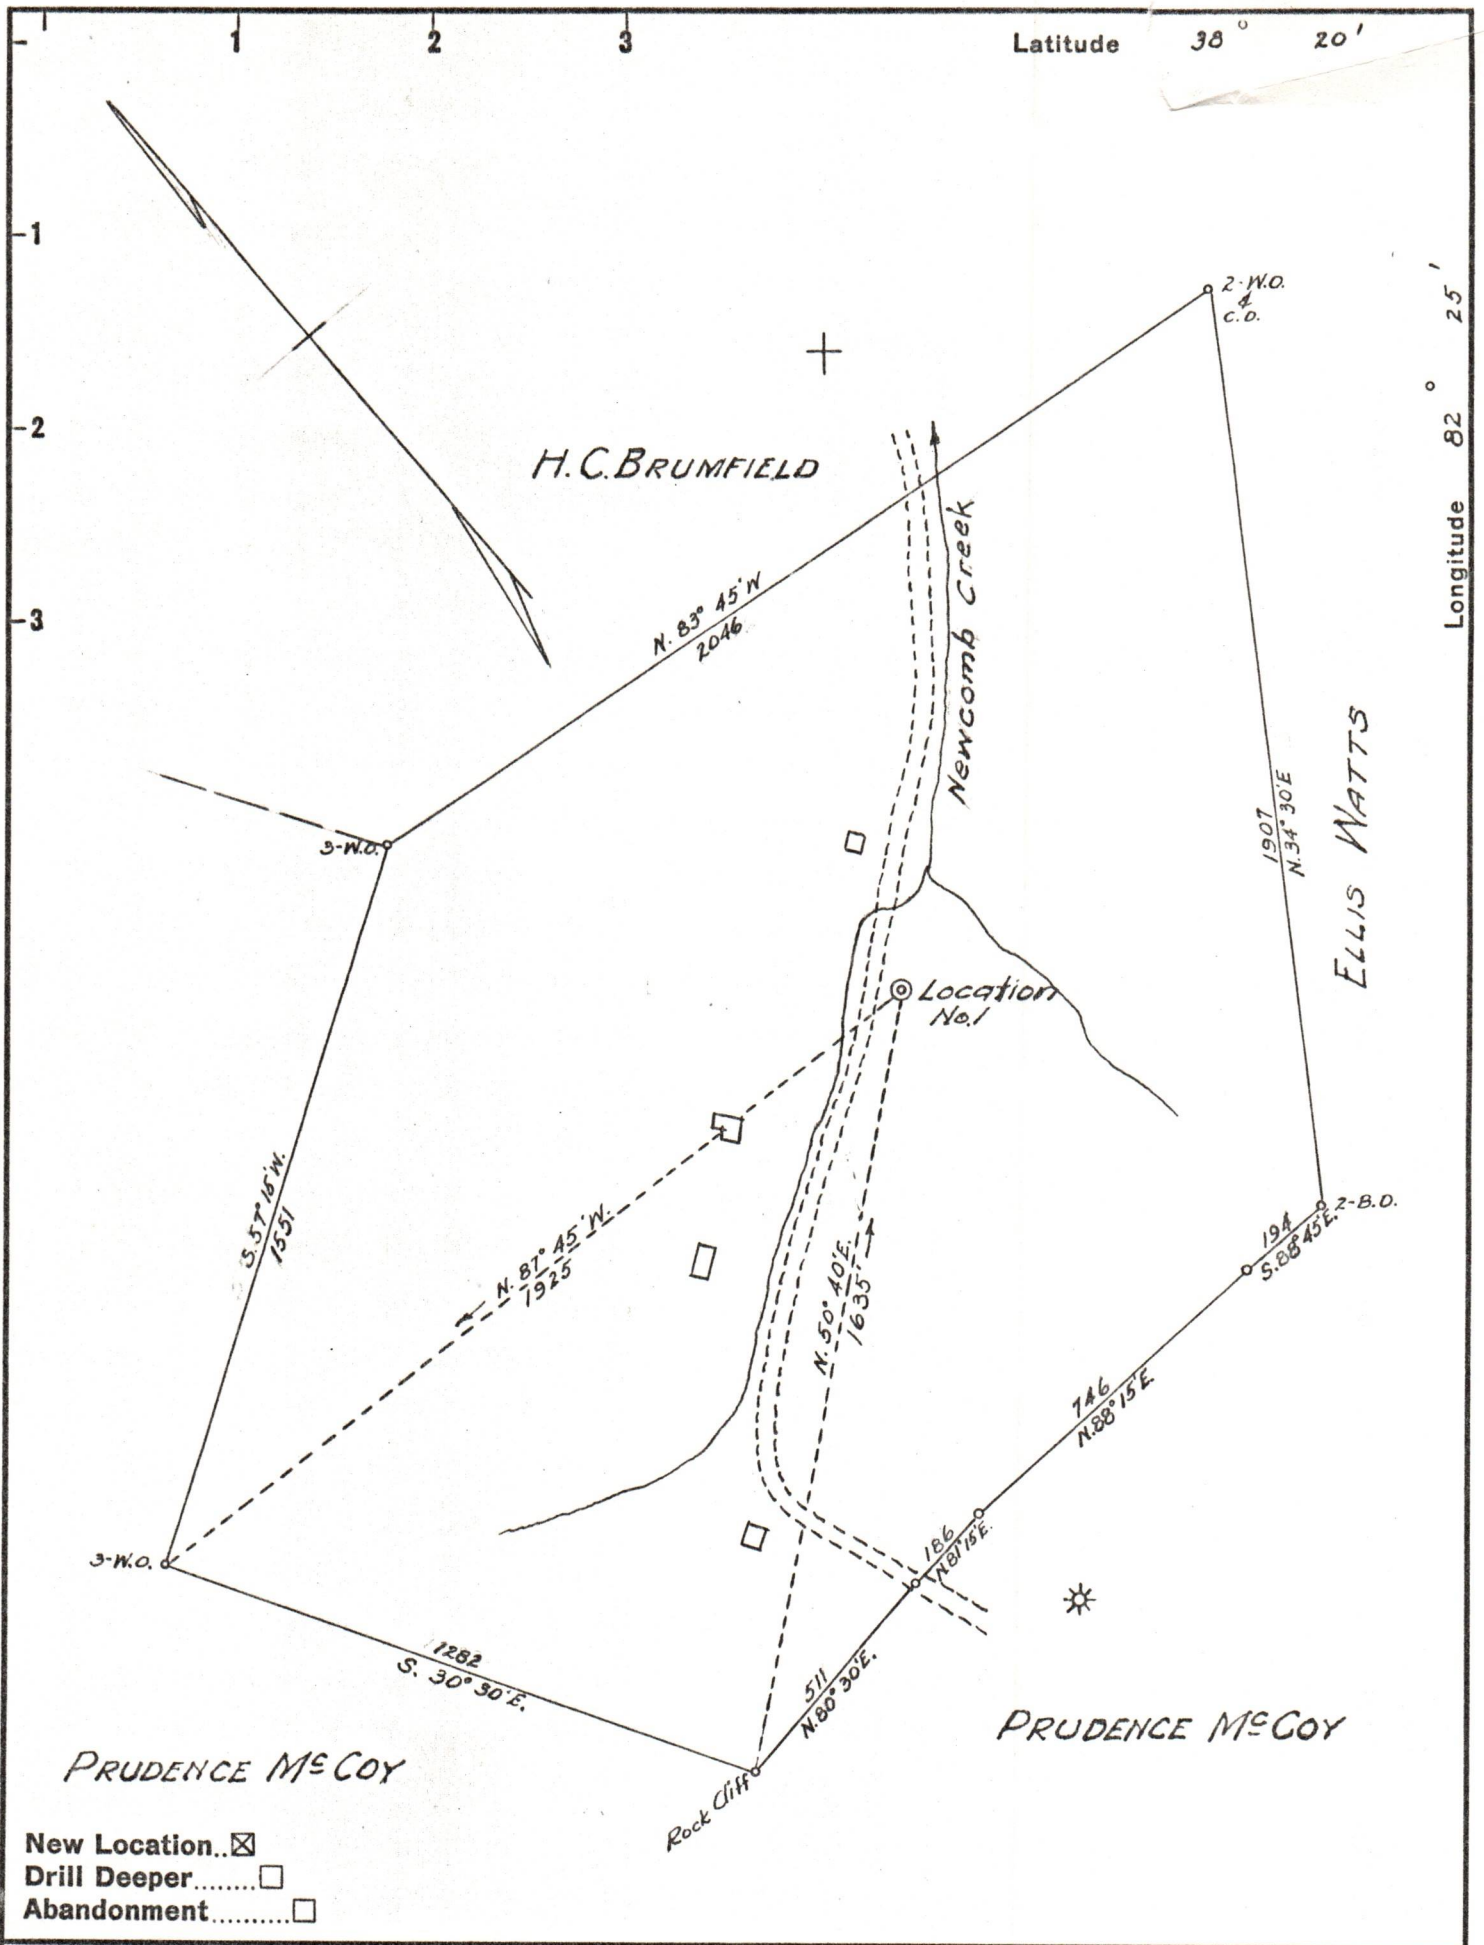 1 2 3 Latitude 38° 20'
1
2
3
Longitude 82° 25'
2-W.O.
&
C.O.
H.C. BRUMFIELD
N. 83° 45' W
2046
Newcomb Creek
3-W.O.
1907
N. 34° 30' E
ELLIS WATTS
Location
No. 1
S. 57° 15' W.
1551
N. 87° 45' W.
1925
N. 50° 40' E.
1635'
2-B.O.
194
S. 88° 45' E.
746
N. 88° 15' E.
186
N. 81° 15' E.
3-W.O.
1282
S. 30° 30' E.
511
N. 80° 30' E.
PRUDENCE McCOY
PRUDENCE McCOY
Rock Cliff
New Location..☒
Drill Deeper........☐
Abandonment..........☐